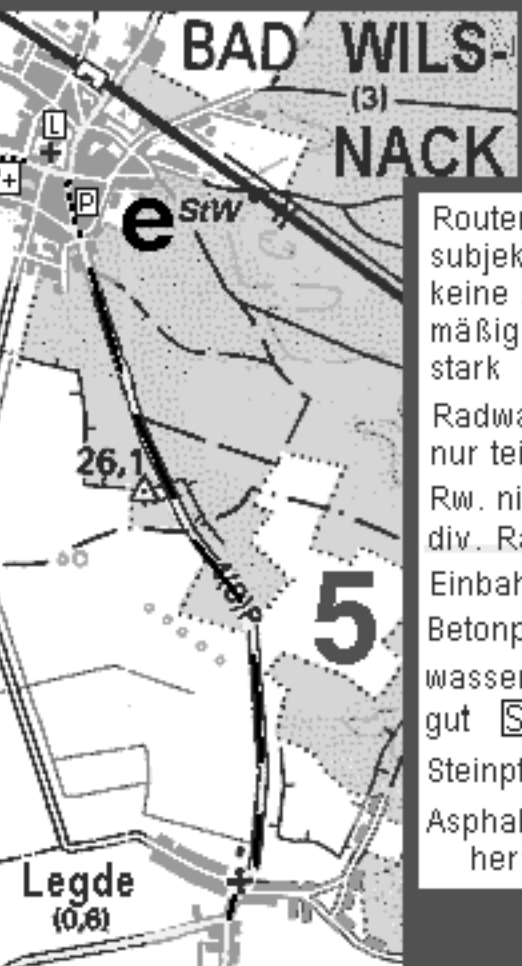 BAD WILS-
(3)
NACK
L
P
e StW
26,1
5
Legde
(0,6)
Router
subjek
keine
mäßig
stark
Radwa
nur tei
Rw. ni
div. Ra
Einbah
Betonp
wasser
gut S
Steinpf
Asphal
her